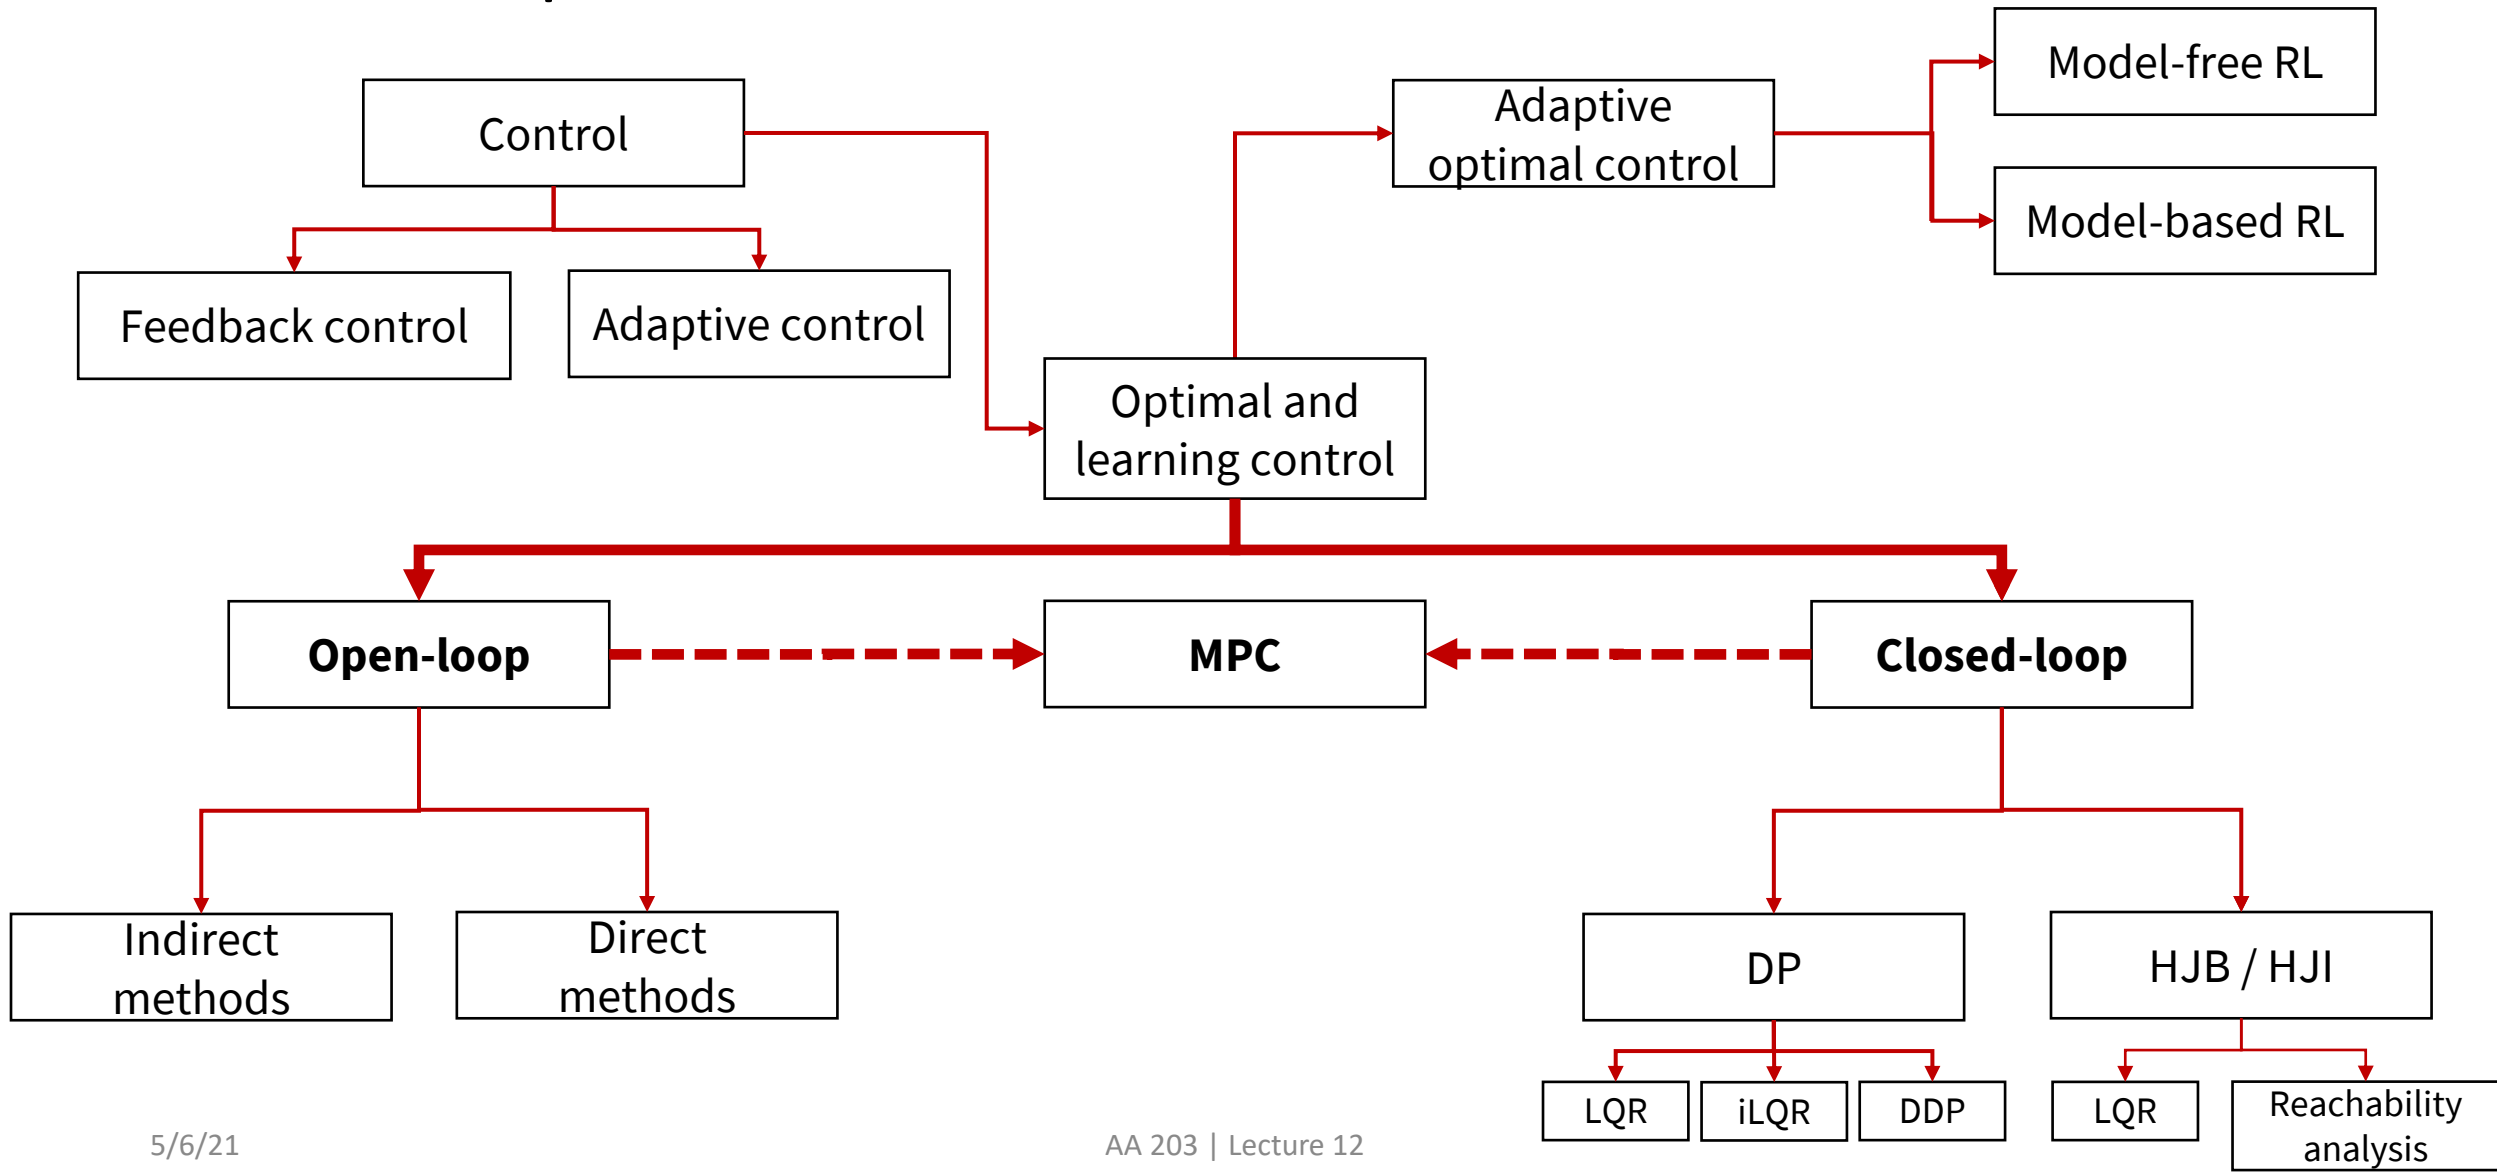 Model-free RL
Control
Adaptive
optimal control
Model-based RL
Feedback control
Adaptive control
Optimal and
learning control
Open-loop
MPC
Closed-loop
Indirect
methods
Direct
methods
DP
HJB / HJI
LQR
iLQR
DDP
LQR
Reachability
analysis
5/6/21
AA 203 | Lecture 12